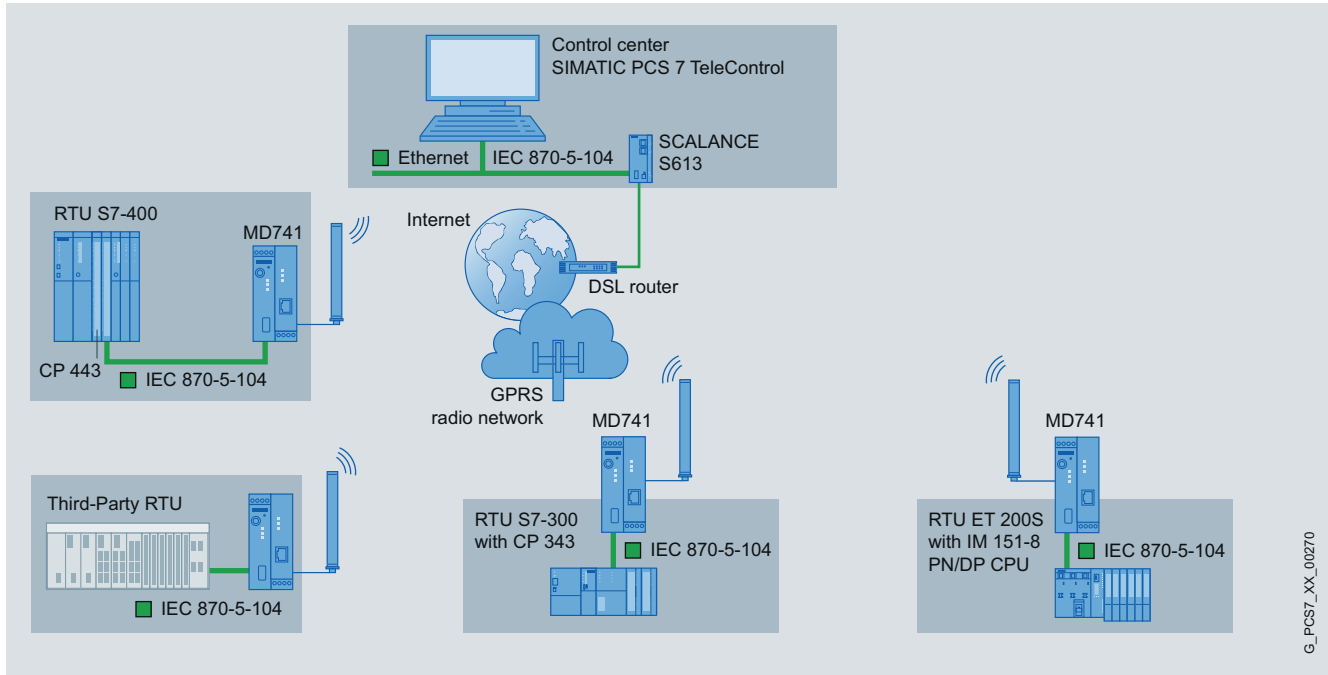 Control center
SIMATIC PCS 7 TeleControl
Ethernet
IEC 870-5-104
SCALANCE
S613
RTU S7-400
MD741
CP 443
IEC 870-5-104
Internet
DSL router
GPRS
radio network
Third-Party RTU
IEC 870-5-104
MD741
RTU S7-300
with CP 343
IEC 870-5-104
MD741
RTU ET 200S
with IM 151-8
PN/DP CPU
IEC 870-5-104
G_PCS7_XX_00270